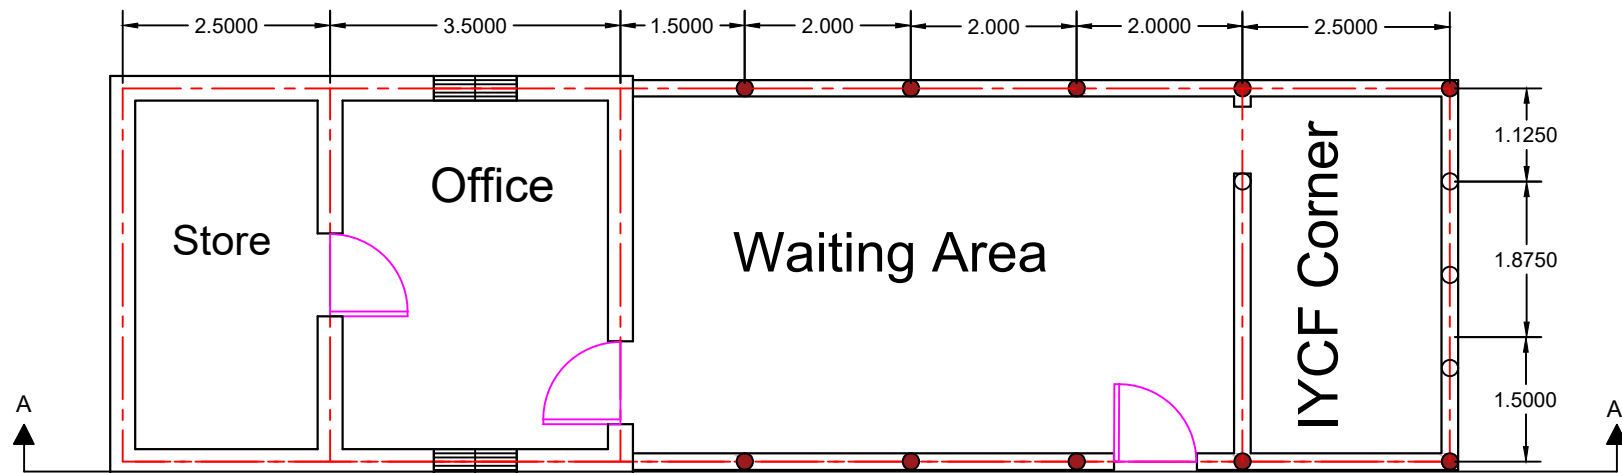 2.5000 3.5000 1.5000 2.000 2.000 2.0000 2.5000
1.1250
Office
Store
Waiting Area
IYCF Corner
1.8750
1.5000
A
A